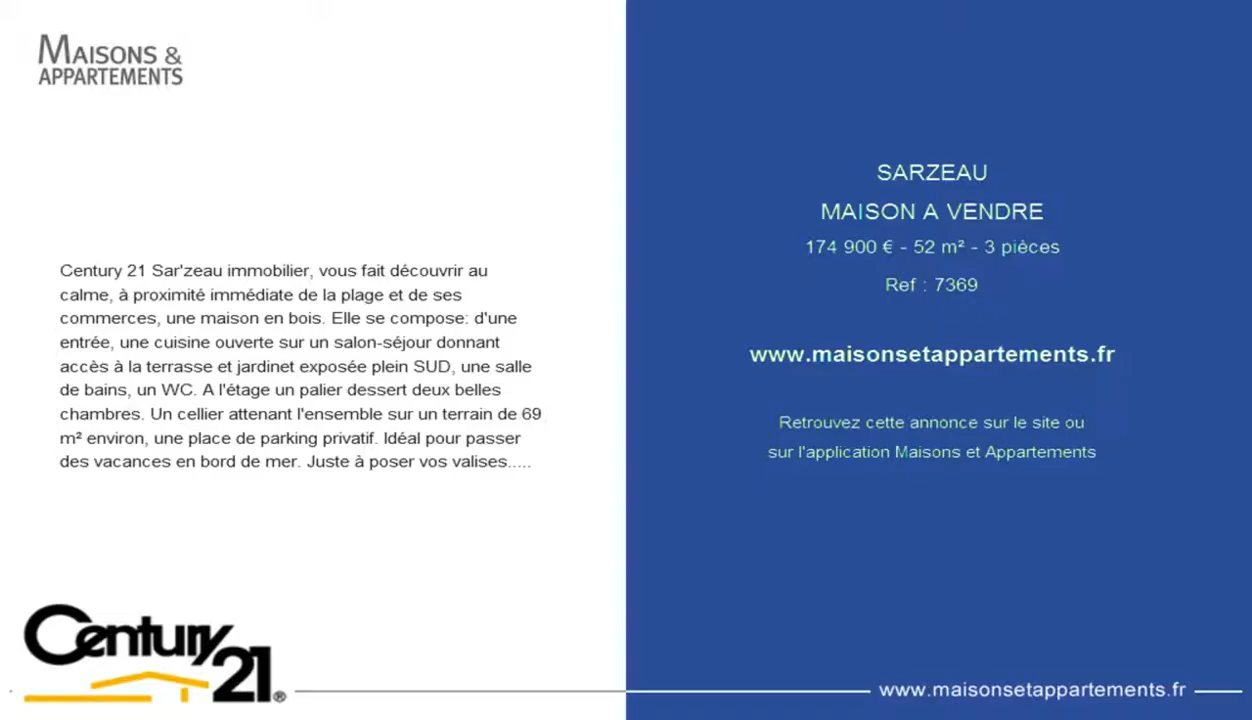 MAISONS &
APPARTEMENTS
Century 21 Sar'zeau immobilier, vous fait découvrir au
calme, à proximité immédiate de la plage et de ses
commerces, une maison en bois. Elle se compose: d'une
entrée, une cuisine ouverte sur un salon-séjour donnant
accès à la terrasse et jardinet exposée plein SUD, une salle
de bains, un WC. A l'étage un palier dessert deux belles
chambres. Un cellier attenant l'ensemble sur un terrain de 69
m² environ, une place de parking privatif. Idéal pour passer
des vacances en bord de mer. Juste à poser vos valises.....
Century 21®
SARZEAU
MAISON A VENDRE
174 900 € - 52 m² - 3 pièces
Ref : 7369
www.maisonsetappartements.fr
Retrouvez cette annonce sur le site ou
sur l'application Maisons et Appartements
www.maisonsetappartements.fr